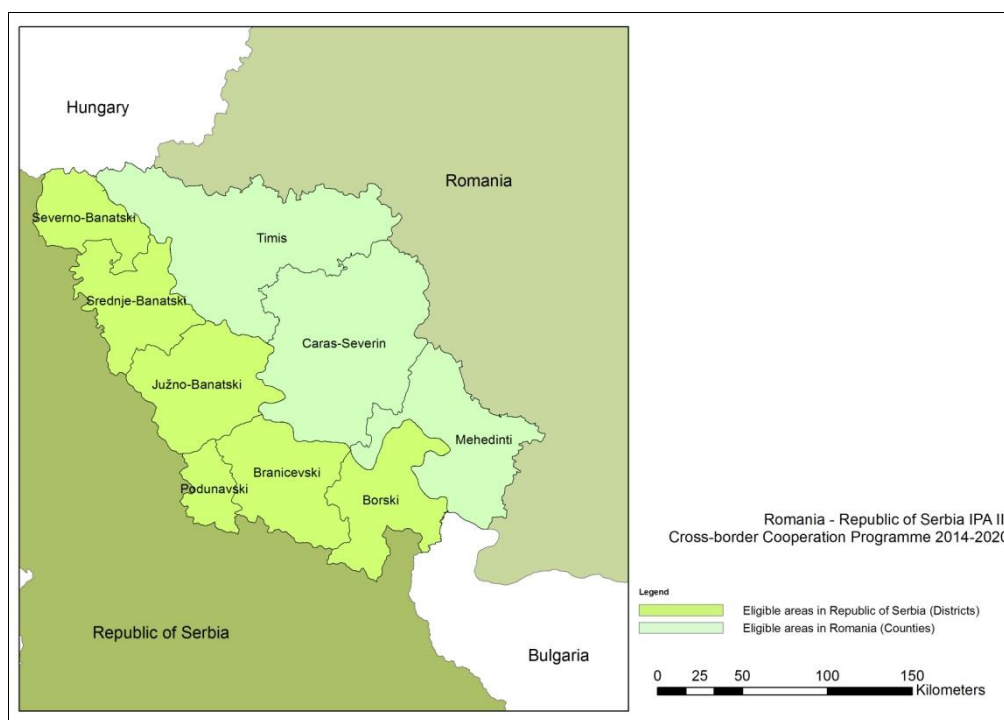 Hungary
Romania
Severno-Banatski
Timis
Srednje-Banatski
Caras-Severin
Južno-Banatski
Mehedinti
Branicevski
Podunavski
Borski
Romania - Republic of Serbia IPA II
Cross-border Cooperation Programme 2014-2020
Legend
Eligible areas in Republic of Serbia (Districts)
Eligible areas in Romania (Counties)
Republic of Serbia
Bulgaria
0 25 50 100 150
Kilometers